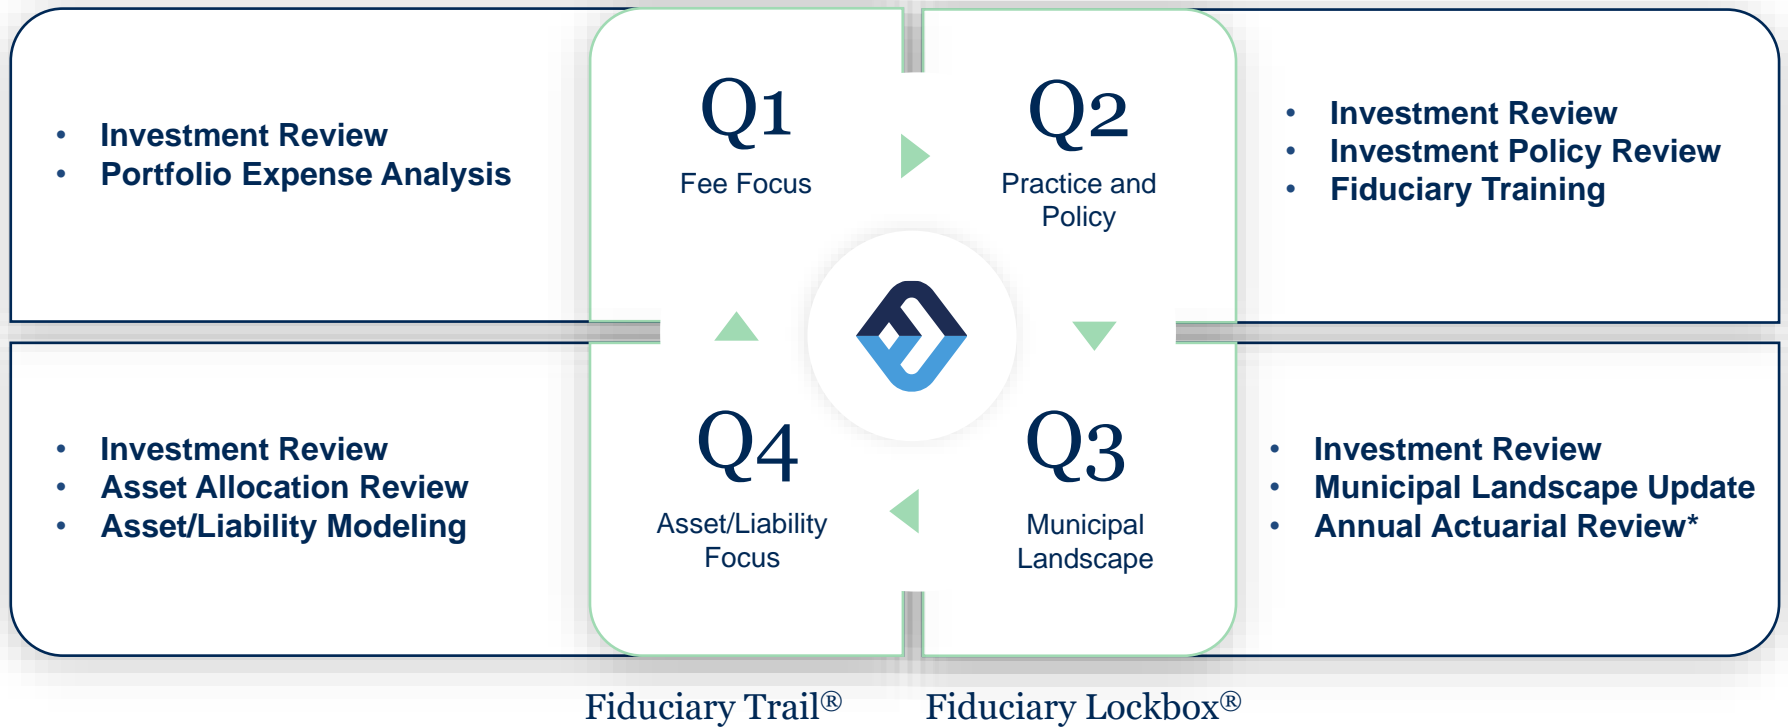 Q1
Fee Focus
• Investment Review
• Portfolio Expense Analysis
Q2
Practice and
Policy
• Investment Review
• Investment Policy Review
• Fiduciary Training
Q3
Municipal
Landscape
• Investment Review
• Municipal Landscape Update
• Annual Actuarial Review*
Q4
Asset/Liability
Focus
• Investment Review
• Asset Allocation Review
• Asset/Liability Modeling
Fiduciary Trail®
Fiduciary Lockbox®